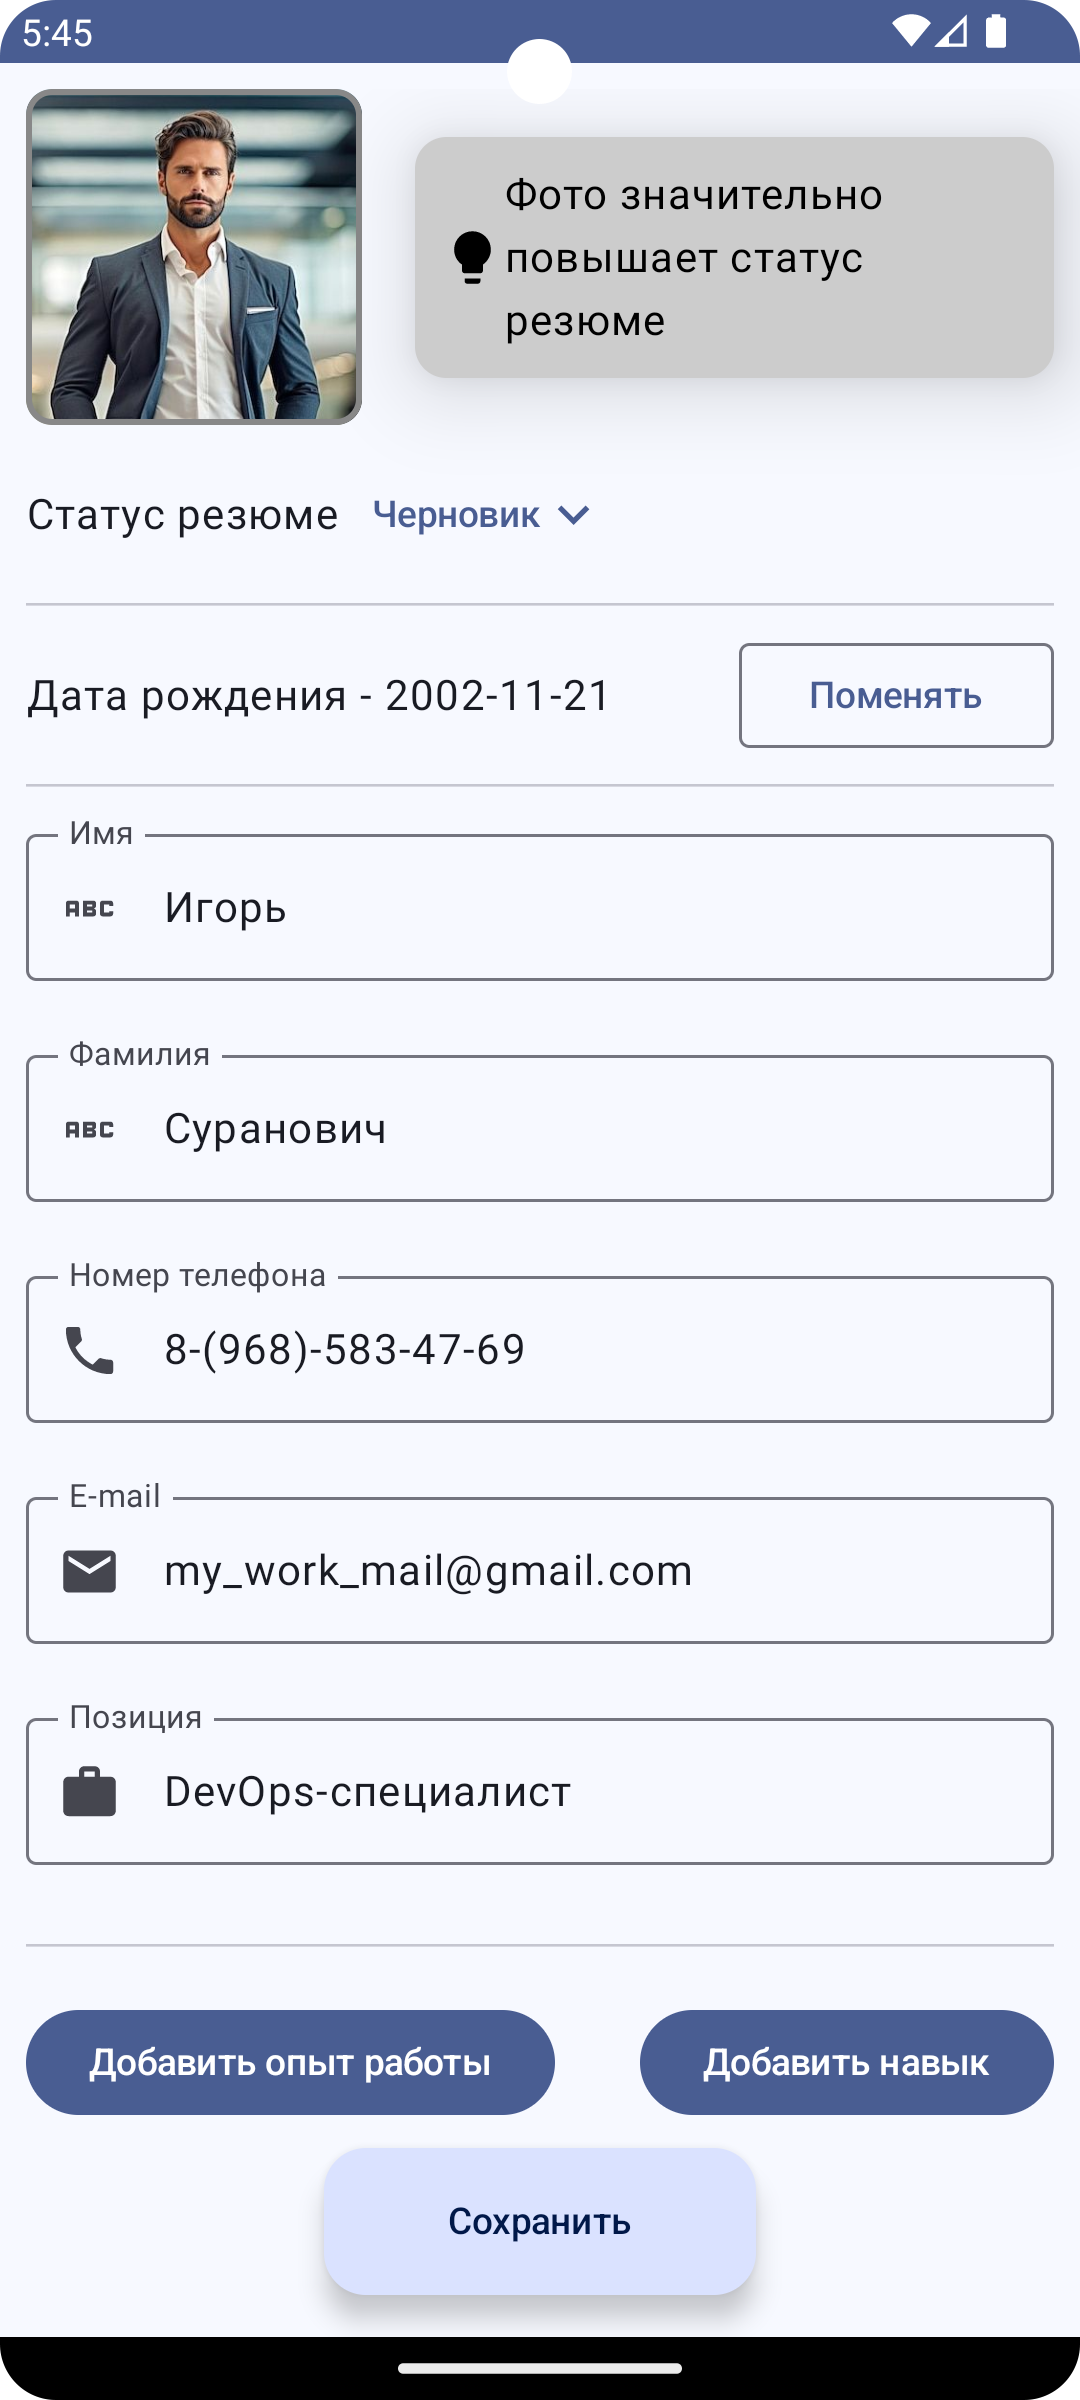 5:45
Фото значительно
повышает статус
резюме
Статус резюме Черновик
Дата рождения - 2002-11-21 Поменять
Имя
ABC Игорь
Фамилия
ABC Суранович
Номер телефона
8-(968)-583-47-69
E-mail
my_work_mail@gmail.com
Позиция
DevOps-специалист
Добавить опыт работы Добавить навык
Сохранить